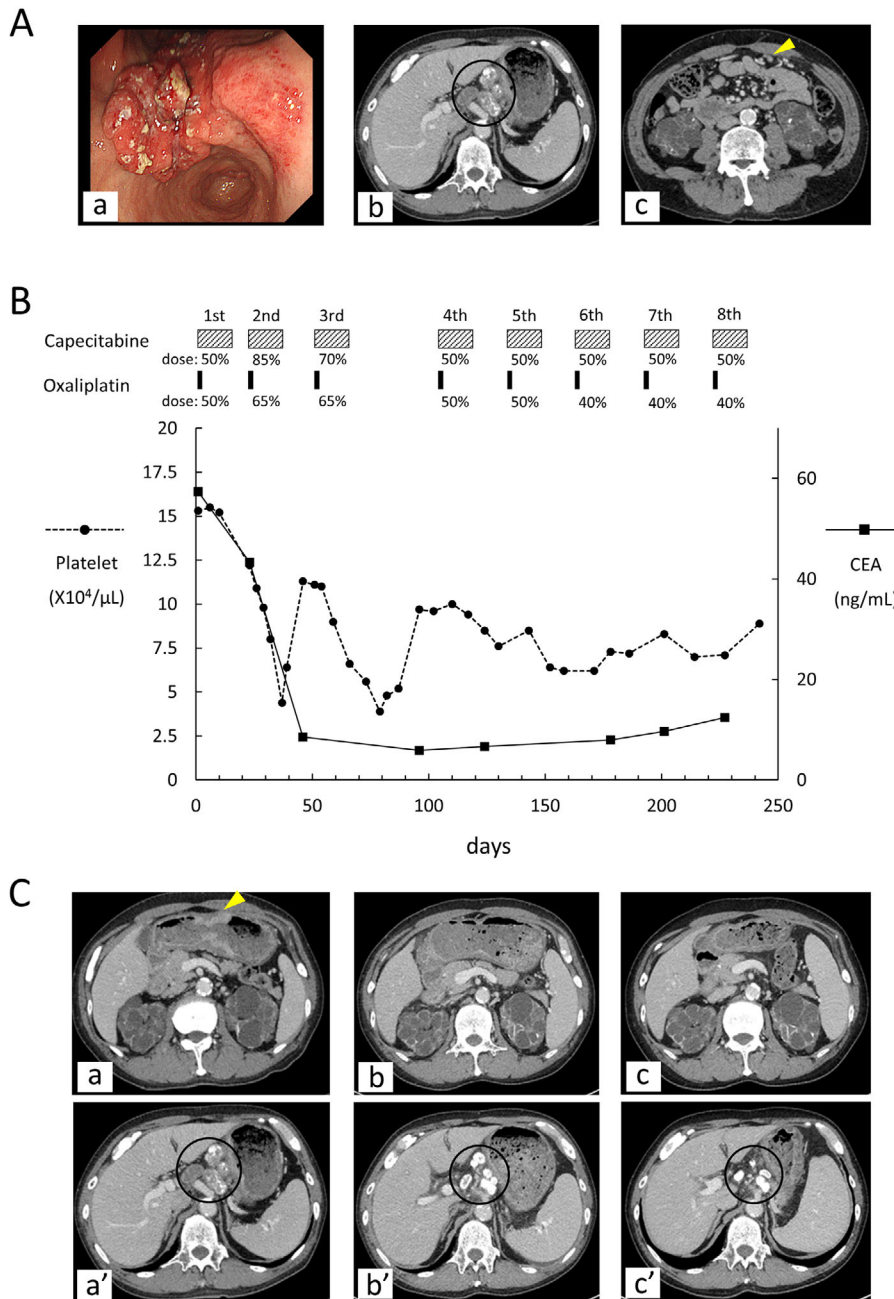 A
a
b
c
B
1st 2nd 3rd 4th 5th 6th 7th 8th
Capecitabine
dose: 50% 85% 70% 50% 50% 50% 50% 50%
Oxaliplatin
dose: 50% 65% 65% 50% 50% 40% 40% 40%
20
17.5
15
12.5
10
7.5
5
2.5
0
Platelet
(X10⁴/μL)
60
40
20
0
CEA
(ng/mL)
0 50 100 150 200 250
days
C
a
b
c
a′
b′
c′